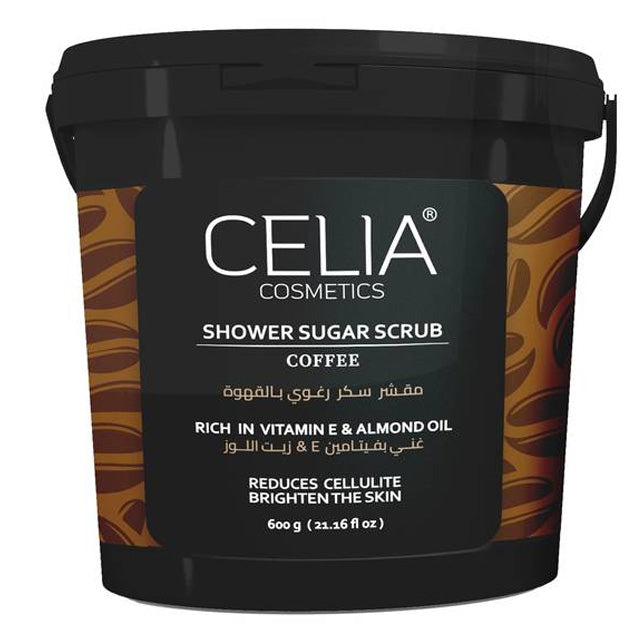 CELIA®
COSMETICS
SHOWER SUGAR SCRUB
COFFEE
مقشر سكر رغوي بالقهوة
RICH IN VITAMIN E & ALMOND OIL
غني بفيتامين E & زيت اللوز
REDUCES CELLULITE
BRIGHTEN THE SKIN
600 g ( 21.16 fl oz )